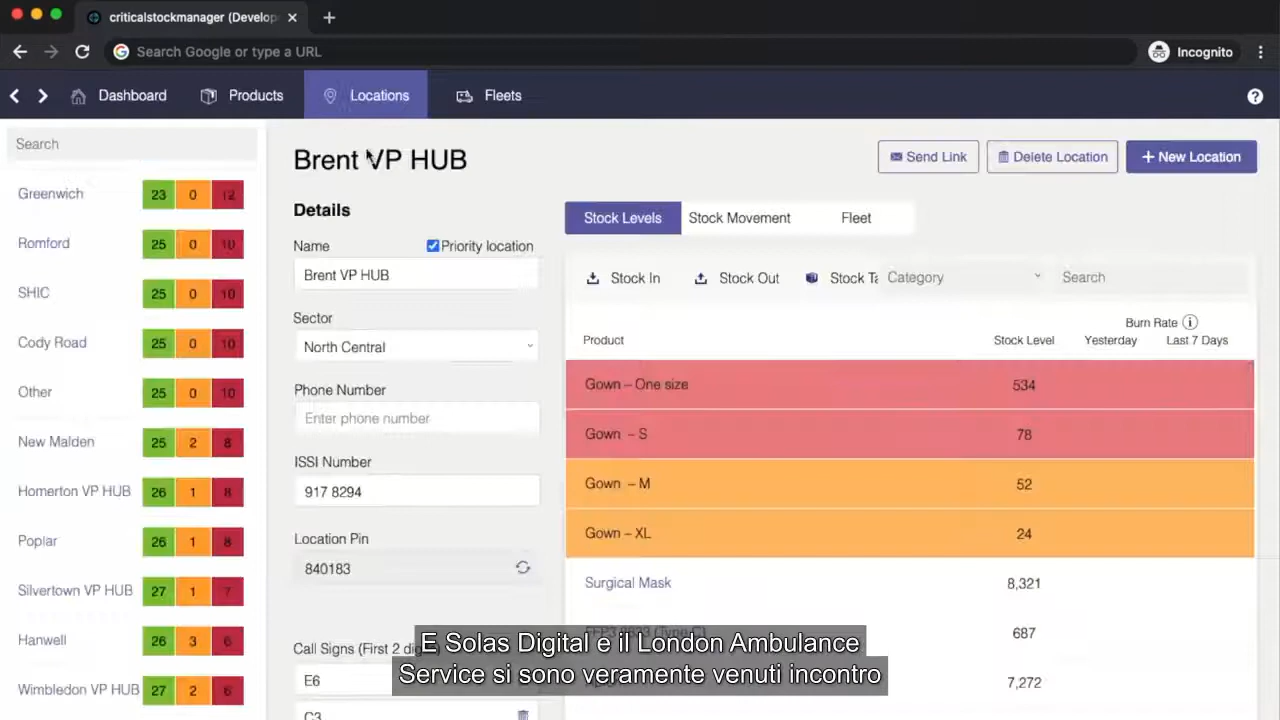 criticalstockmanager (Develop
Search Google or type a URL
Incognito
Dashboard
Products
Locations
Fleets
Search
Greenwich 23 0 12
Romford 25 0 10
SHIC 25 0 10
Cody Road 25 0 10
Other 25 0 10
New Malden 25 2 8
Homerton VP HUB 26 1 8
Poplar 26 1 8
Silvertown VP HUB 27 1 7
Hanwell 26 3 6
Wimbledon VP HUB 27 2 6
Brent VP HUB
Send Link
Delete Location
+ New Location
Details
Name
Priority location
Brent VP HUB
Sector
North Central
Phone Number
Enter phone number
ISSI Number
917 8294
Location Pin
840183
Call Signs (First 2 dig
E6
C3
Stock Levels
Stock Movement
Fleet
Stock In
Stock Out
Stock Ta
Category
Search
Burn Rate
Product Stock Level Yesterday Last 7 Days
Gown – One size 534
Gown – S 78
Gown – M 52
Gown – XL 24
Surgical Mask 8,321
687
7,272
E Solas Digital e il London Ambulance
Service si sono veramente venuti incontro